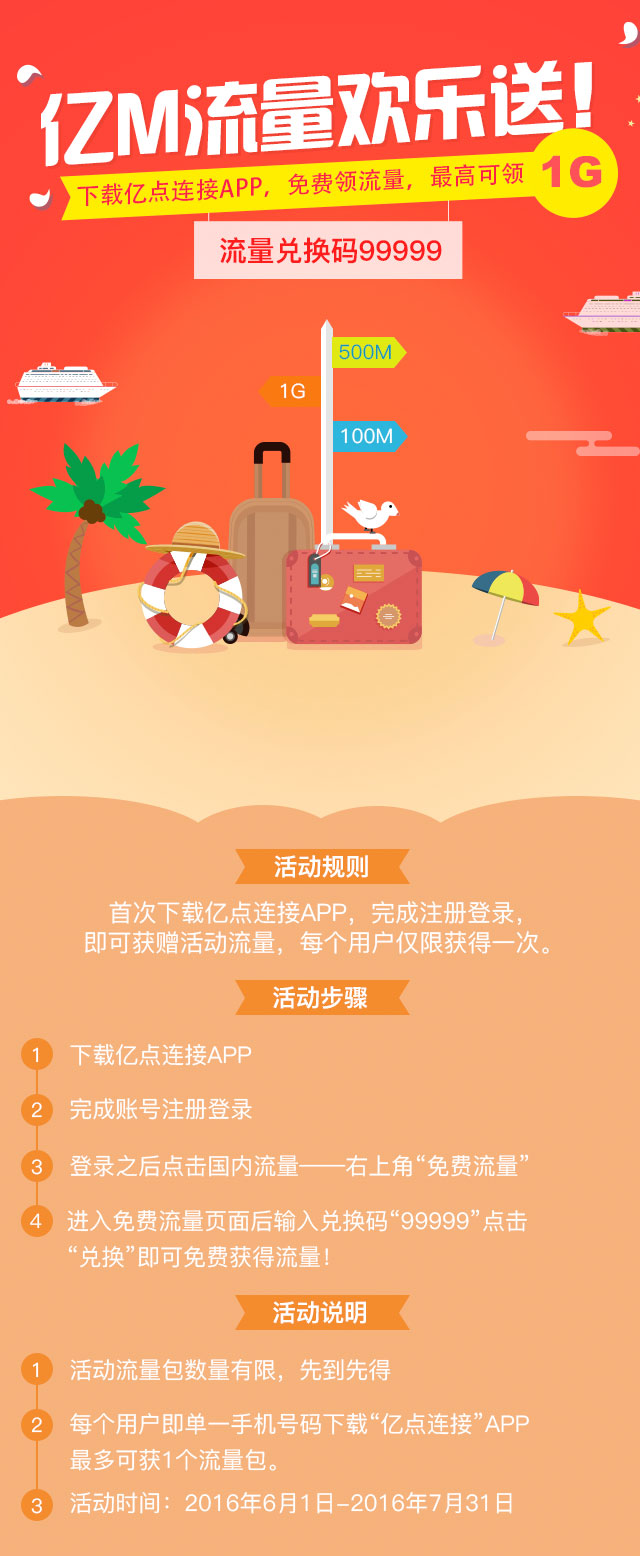 亿M流量欢乐送!
下载亿点连接APP，免费领流量，最高可领 1G
流量兑换码99999
500M
1G
100M
活动规则
首次下载亿点连接APP，完成注册登录，
即可获赠活动流量，每个用户仅限获得一次。
活动步骤
1 下载亿点连接APP
2 完成账号注册登录
3 登录之后点击国内流量——右上角“免费流量”
4 进入免费流量页面后输入兑换码“99999”点击
“兑换”即可免费获得流量！
活动说明
1 活动流量包数量有限，先到先得
2 每个用户即单一手机号码下载“亿点连接”APP
最多可获1个流量包。
3 活动时间：2016年6月1日-2016年7月31日